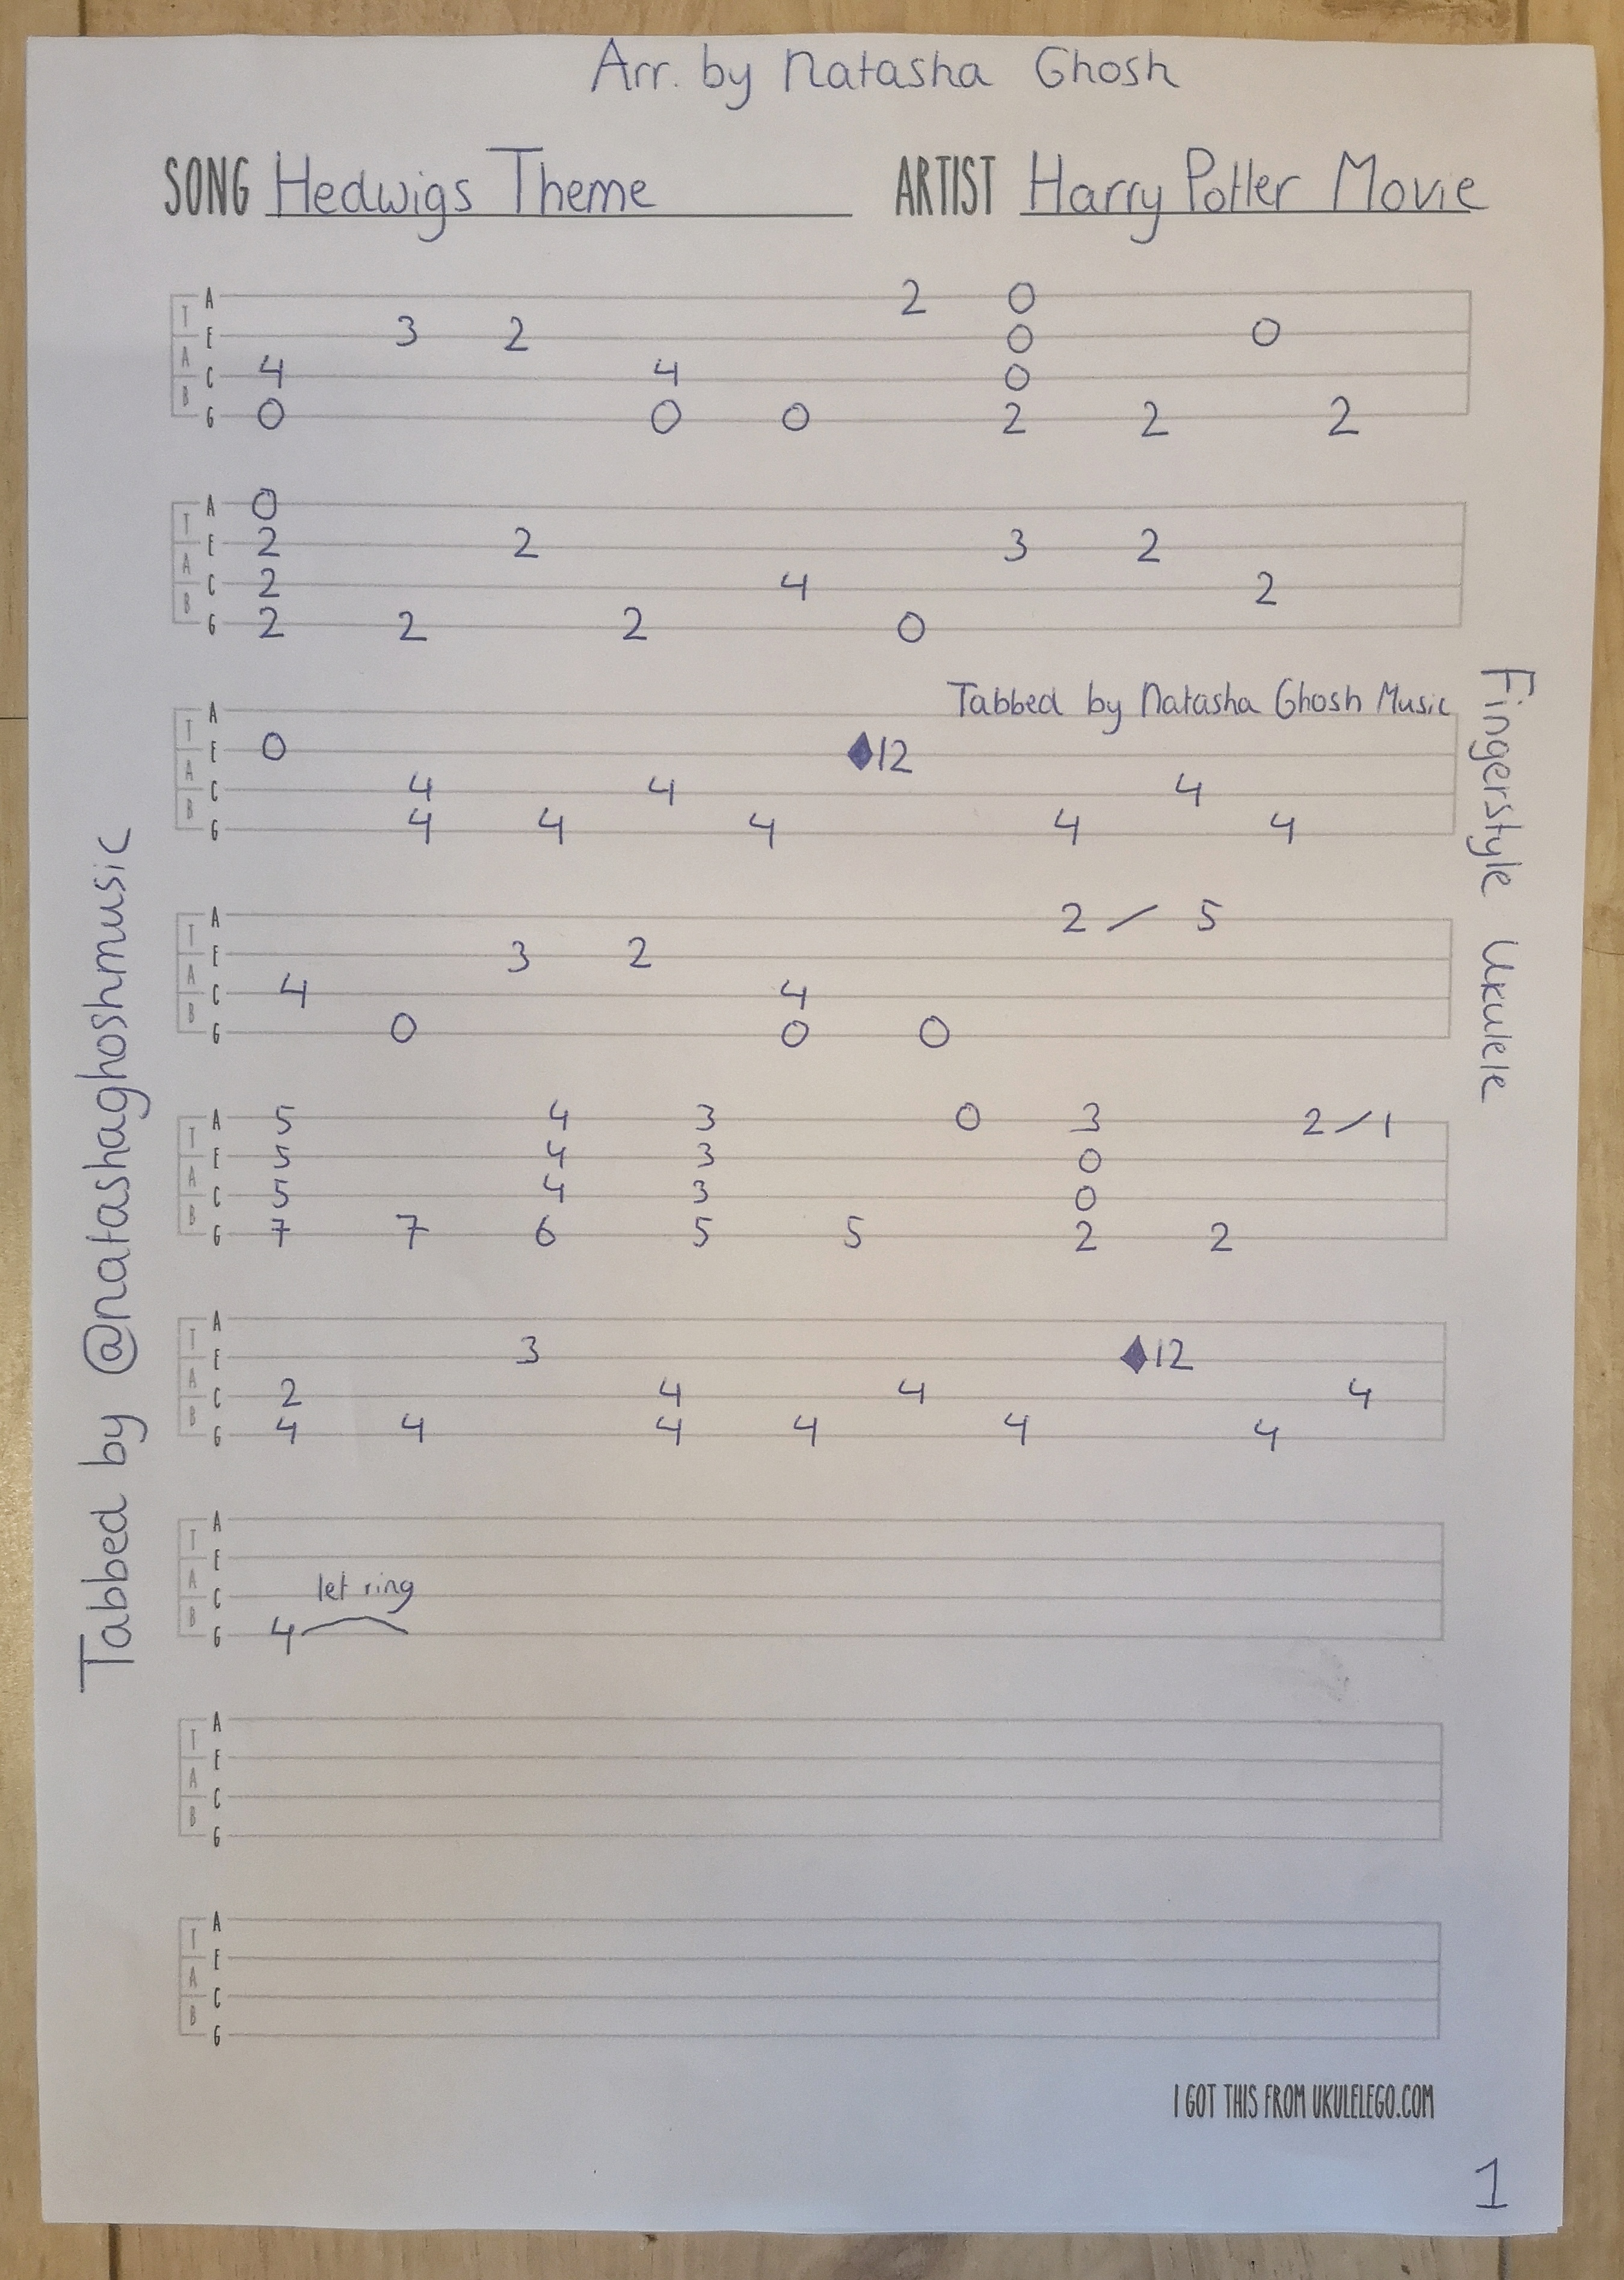 Arr. by Natasha Ghosh
SONG Hedwigs Theme ARTIST Harry Potter Movie
T A B
A 2 0
E 3 2 0 0
C 4 4 0
G 0 0 0 2 2 2
T A B
A 0
E 2 2 3 2
C 2 4 2
G 2 2 2 0
Tabbed by Natasha Ghosh Music
T A B
A
E 0 ♦12
C 4 4 4
G 4 4 4 4 4
T A B
A 2 / 5
E 3 2
C 4 4
G 0 0 0
T A B
A 5 4 3 0 3 2/1
E 5 4 3 0
C 5 4 3 0
G 7 7 6 5 5 2 2
T A B
A
E 3 ♦12
C 2 4 4 4
G 4 4 4 4 4 4
T A B
A
E
let ring
C
G 4
T A B
A
E
C
G
T A B
A
E
C
G
Tabbed by @natashaghoshmusic
Fingerstyle Ukulele
I GOT THIS FROM UKULELEGO.COM
1